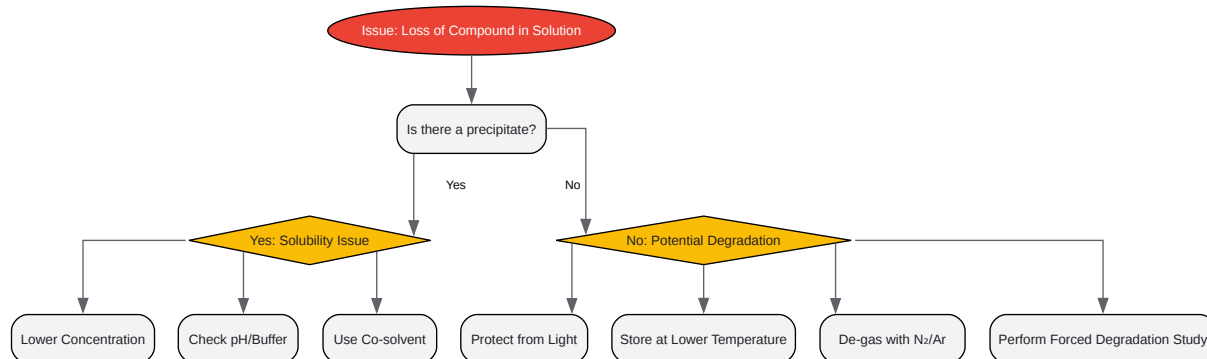 Issue: Loss of Compound in Solution
Is there a precipitate?
Yes
No
Yes: Solubility Issue
No: Potential Degradation
Lower Concentration
Check pH/Buffer
Use Co-solvent
Protect from Light
Store at Lower Temperature
De-gas with N₂/Ar
Perform Forced Degradation Study